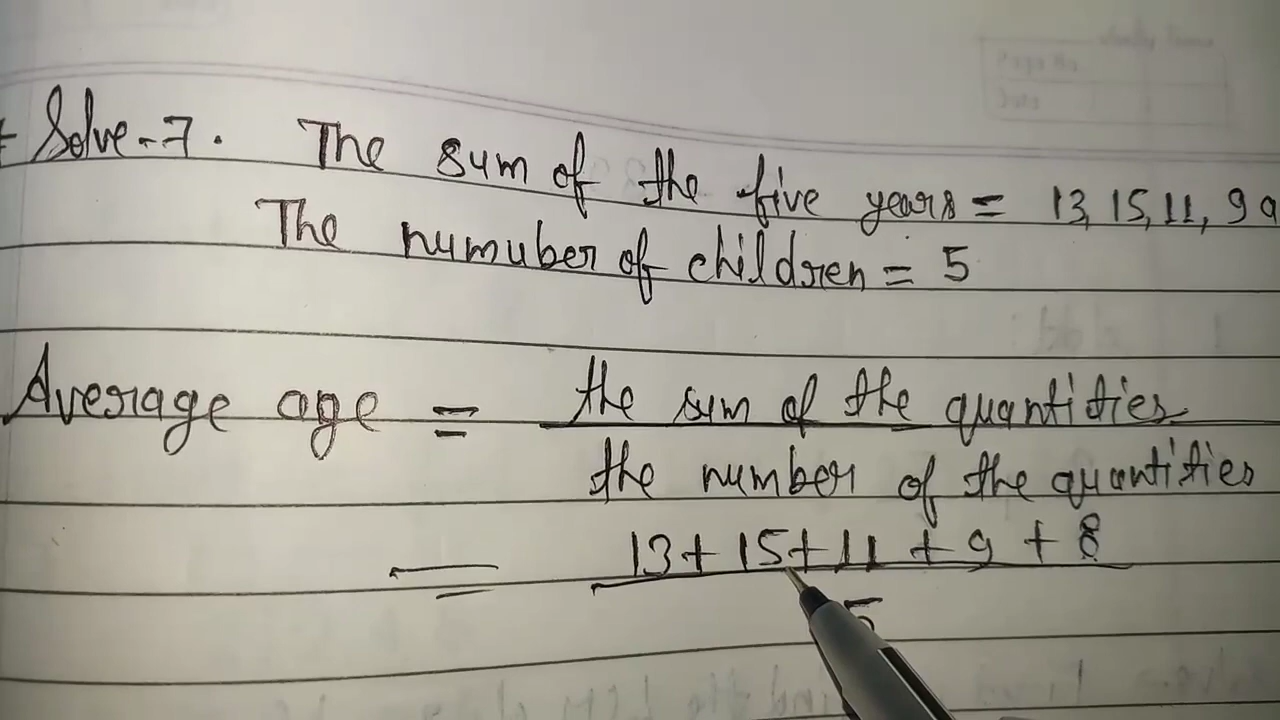 Solve-7. The sum of the five years = 13, 15, 11, 9
The numuber of children = 5
Average age = the sum of the quantities
the number of the quantities
= 13 + 15 + 11 + 9 + 8
5